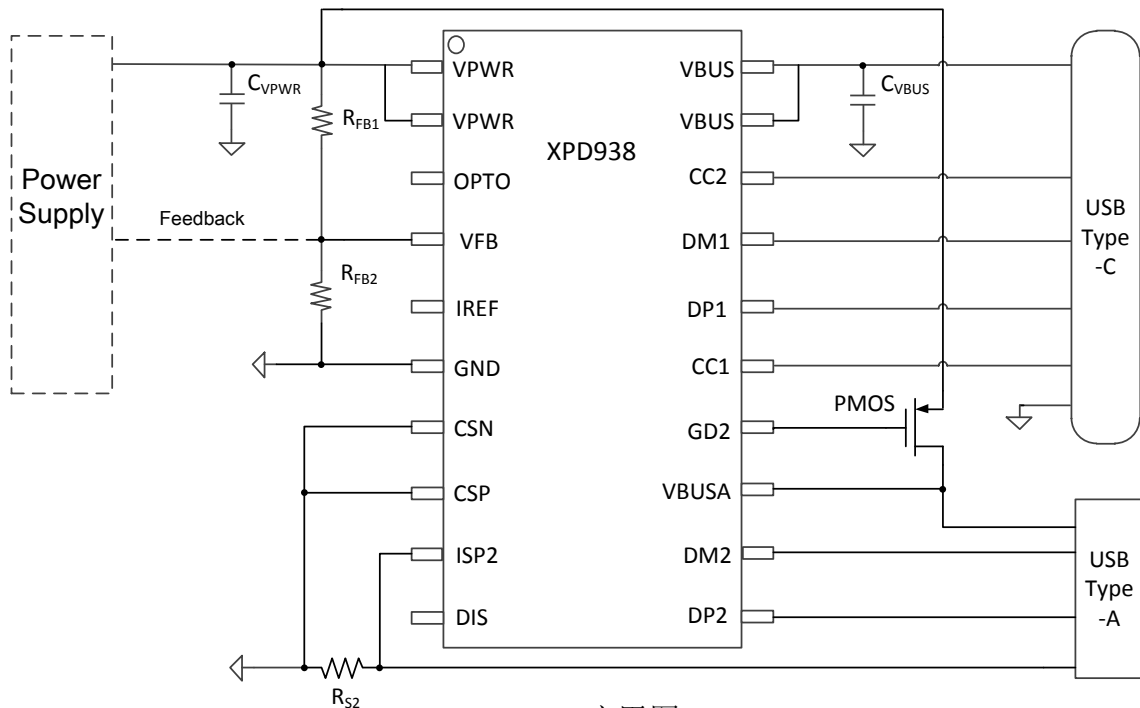 Power
Supply
Feedback
CVPWR
RFB1
RFB2
VPWR
VPWR
OPTO
VFB
IREF
GND
CSN
CSP
ISP2
DIS
XPD938
VBUS
VBUS
CC2
DM1
DP1
CC1
GD2
VBUSA
DM2
DP2
CVBUS
PMOS
USB
Type
-C
USB
Type
-A
RS2